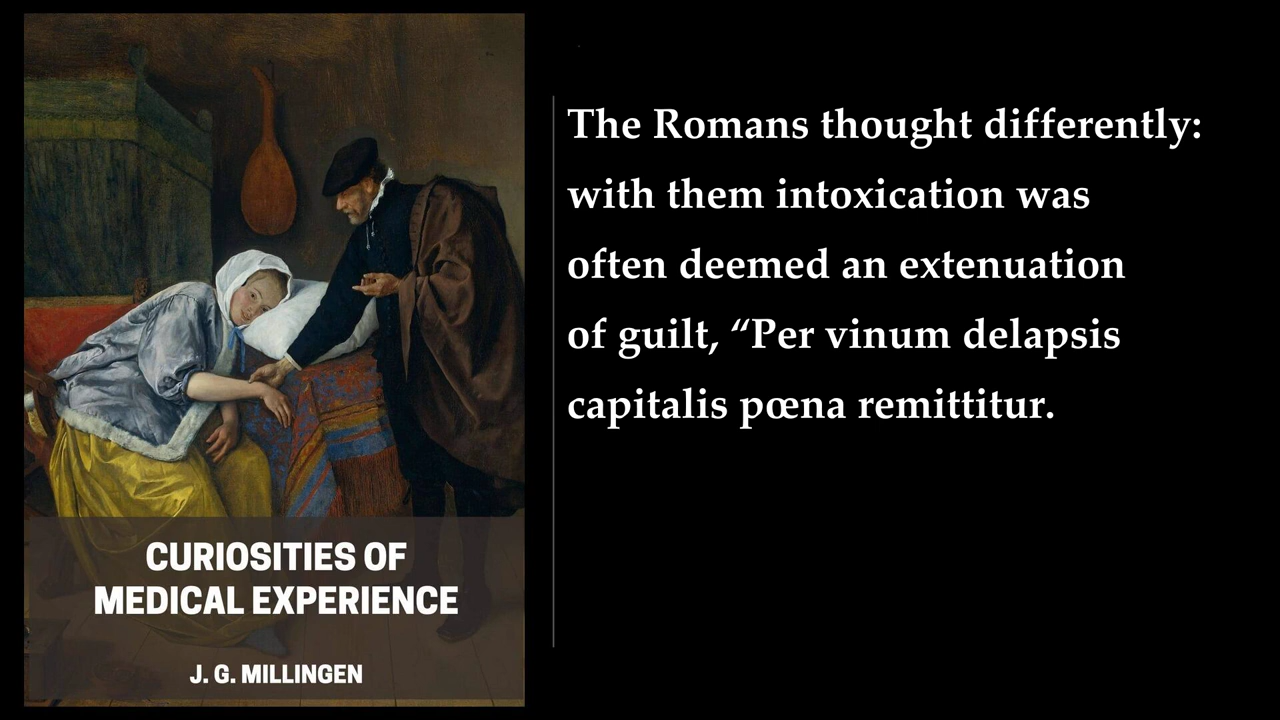 The Romans thought differently:
with them intoxication was
often deemed an extenuation
of guilt, “Per vinum delapsis
capitalis pœna remittitur.
CURIOSITIES OF
MEDICAL EXPERIENCE
J. G. MILLINGEN